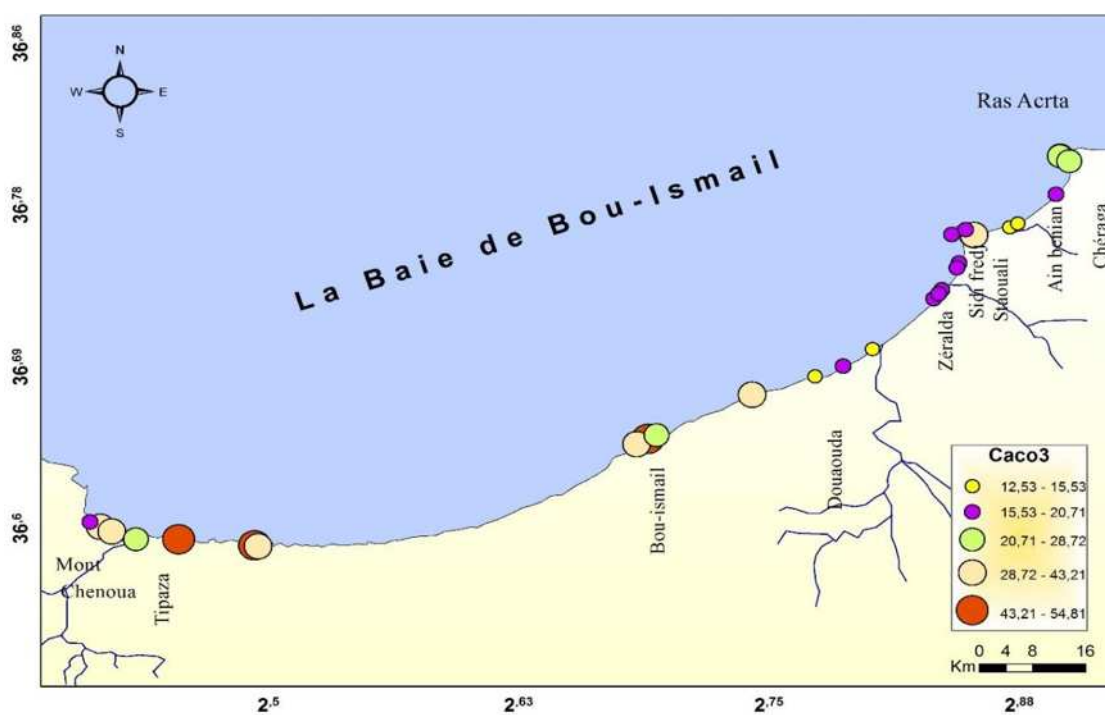 36,86
36,78
36,69
36,6
N
W E
S
Ras Acrta
La Baie de Bou-Ismail
Chéraga
Ain benian
Staouali
Sidi fredj
Zéralda
Douaouda
Bou-ismail
Mont
Chenoua
Tipaza
Caco3
12,53 - 15,53
15,53 - 20,71
20,71 - 28,72
28,72 - 43,21
43,21 - 54,81
0 4 8 16
Km
2,5 2,63 2,75 2,88